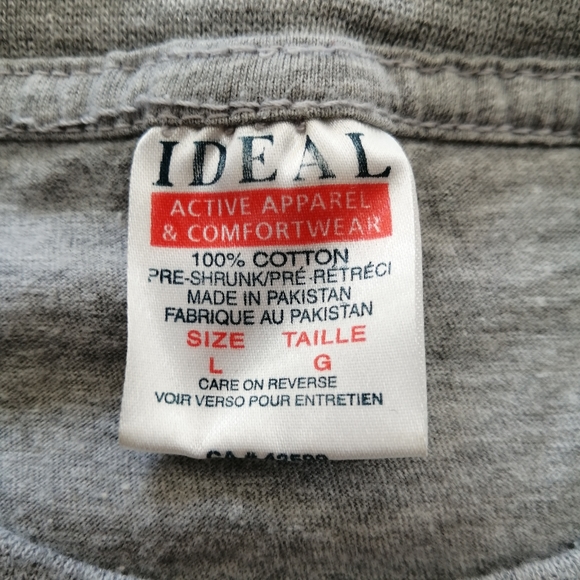 IDEAL
ACTIVE APPAREL
& COMFORTWEAR
100% COTTON
PRE-SHRUNK/PRÉ-RÉTRÉCI
MADE IN PAKISTAN
FABRIQUE AU PAKISTAN
SIZE TAILLE
L G
CARE ON REVERSE
VOIR VERSO POUR ENTRETIEN
CA #